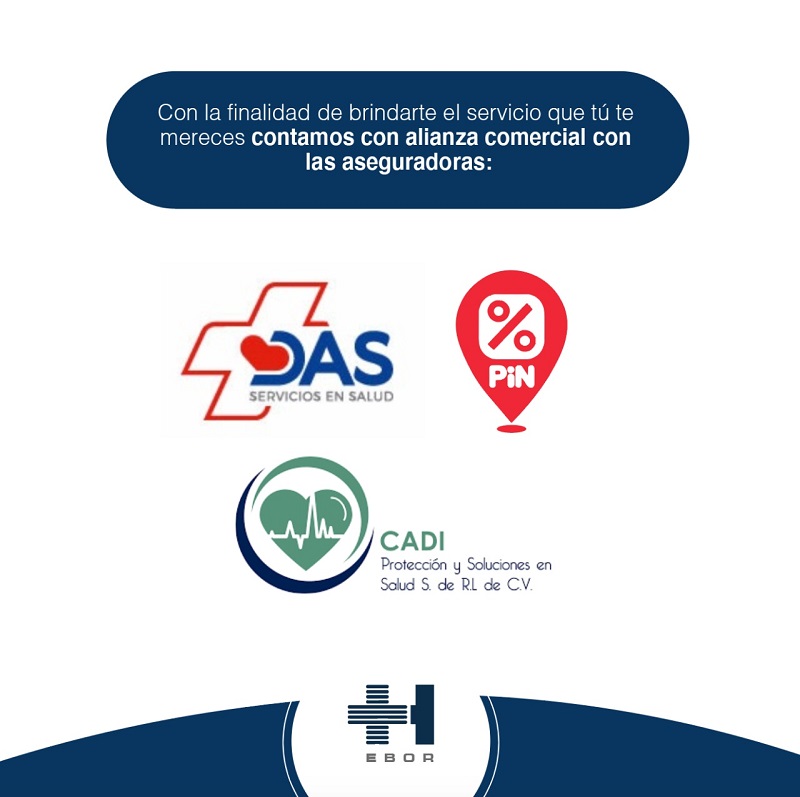 Con la finalidad de brindarte el servicio que tú te
mereces contamos con alianza comercial con
las aseguradoras:
DAS
SERVICIOS EN SALUD
%
PiN
CADI
Protección y Soluciones en
Salud S. de R.L de C.V.
H
EBOR